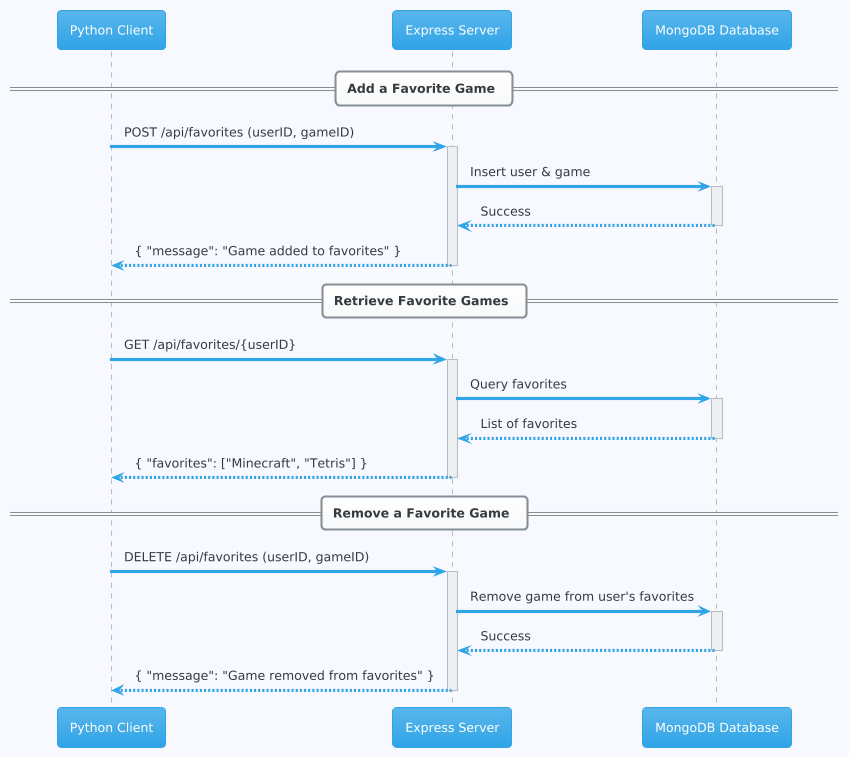 Python Client
Express Server
MongoDB Database
Add a Favorite Game
POST /api/favorites (userID, gameID)
Insert user & game
Success
{ "message": "Game added to favorites" }
Retrieve Favorite Games
GET /api/favorites/{userID}
Query favorites
List of favorites
{ "favorites": ["Minecraft", "Tetris"] }
Remove a Favorite Game
DELETE /api/favorites (userID, gameID)
Remove game from user's favorites
Success
{ "message": "Game removed from favorites" }
Python Client
Express Server
MongoDB Database